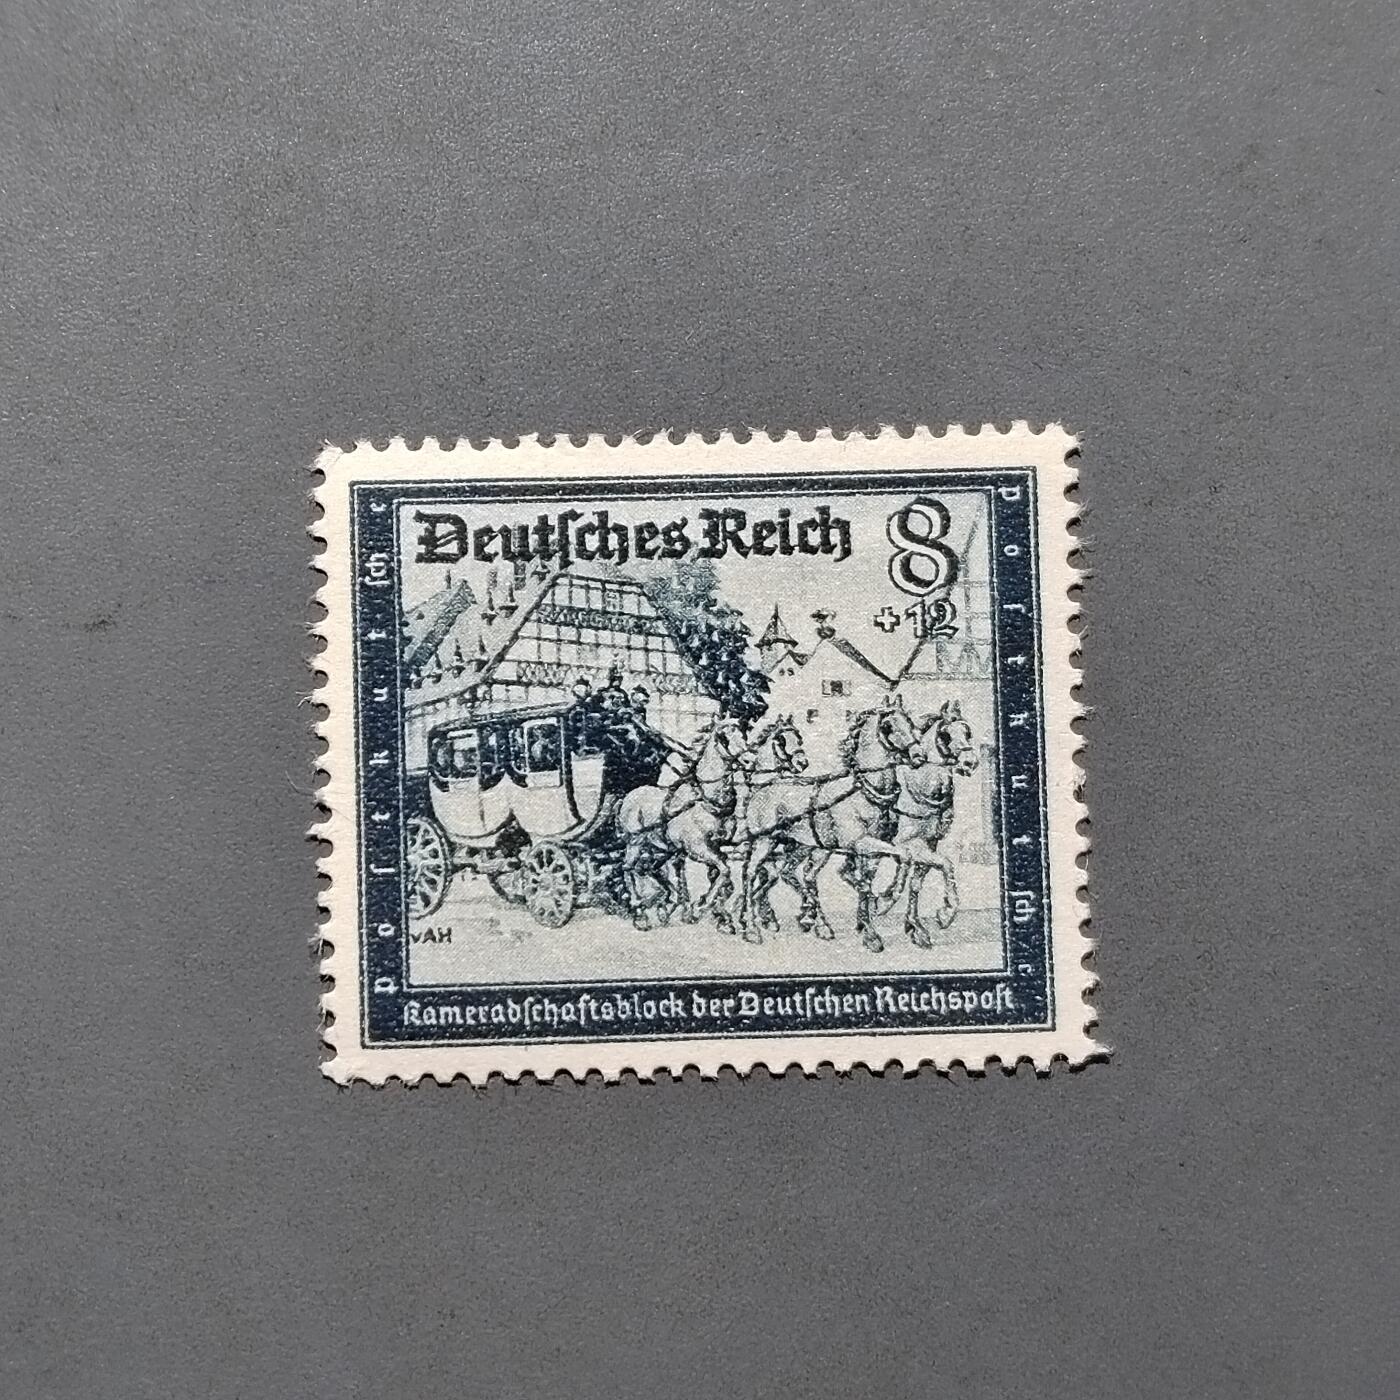 Deutſches Reich
8
+12
Poſtkutſche
Poſtkutſche
vAH
Kameradſchaftsblock der Deutſchen Reichspoſt